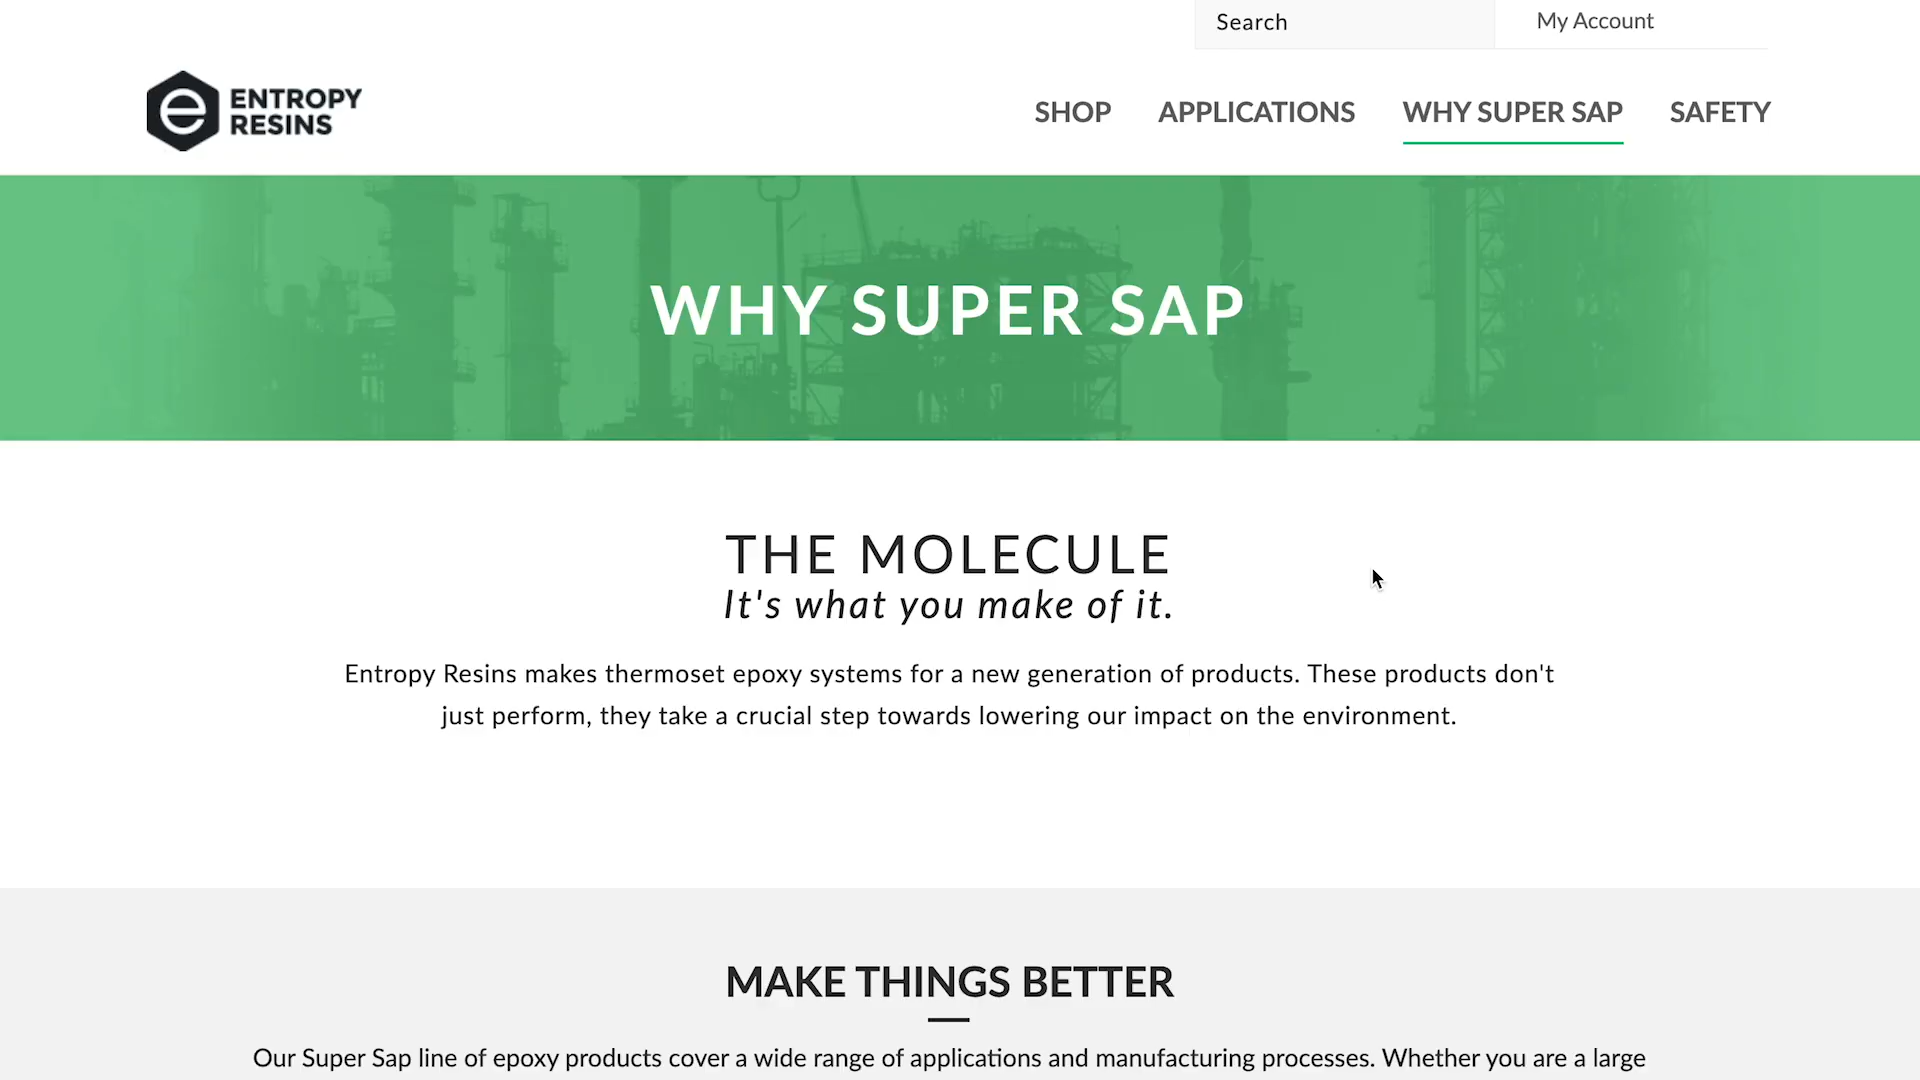 Search
My Account
ENTROPY
RESINS
SHOP APPLICATIONS WHY SUPER SAP SAFETY
WHY SUPER SAP
THE MOLECULE
It's what you make of it.
Entropy Resins makes thermoset epoxy systems for a new generation of products. These products don't
just perform, they take a crucial step towards lowering our impact on the environment.
MAKE THINGS BETTER
Our Super Sap line of epoxy products cover a wide range of applications and manufacturing processes. Whether you are a large